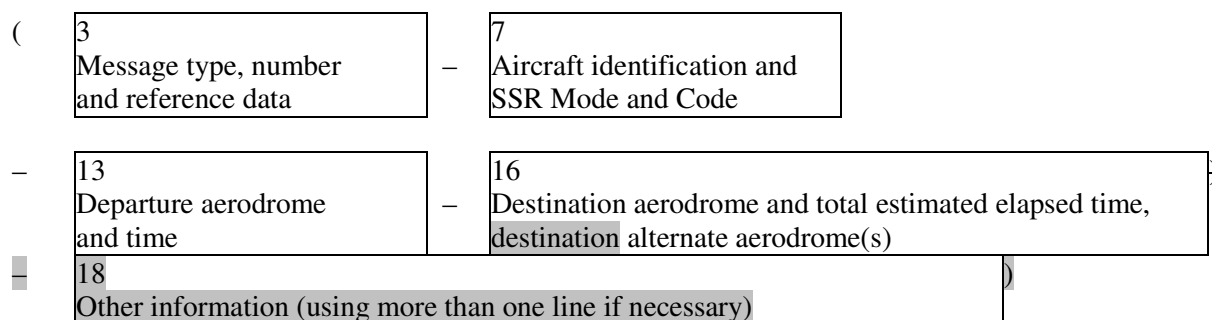 ( 3 7
Message type, number – Aircraft identification and
and reference data SSR Mode and Code
– 13 16 )
Departure aerodrome – Destination aerodrome and total estimated elapsed time,
and time destination alternate aerodrome(s)
– 18 )
Other information (using more than one line if necessary)